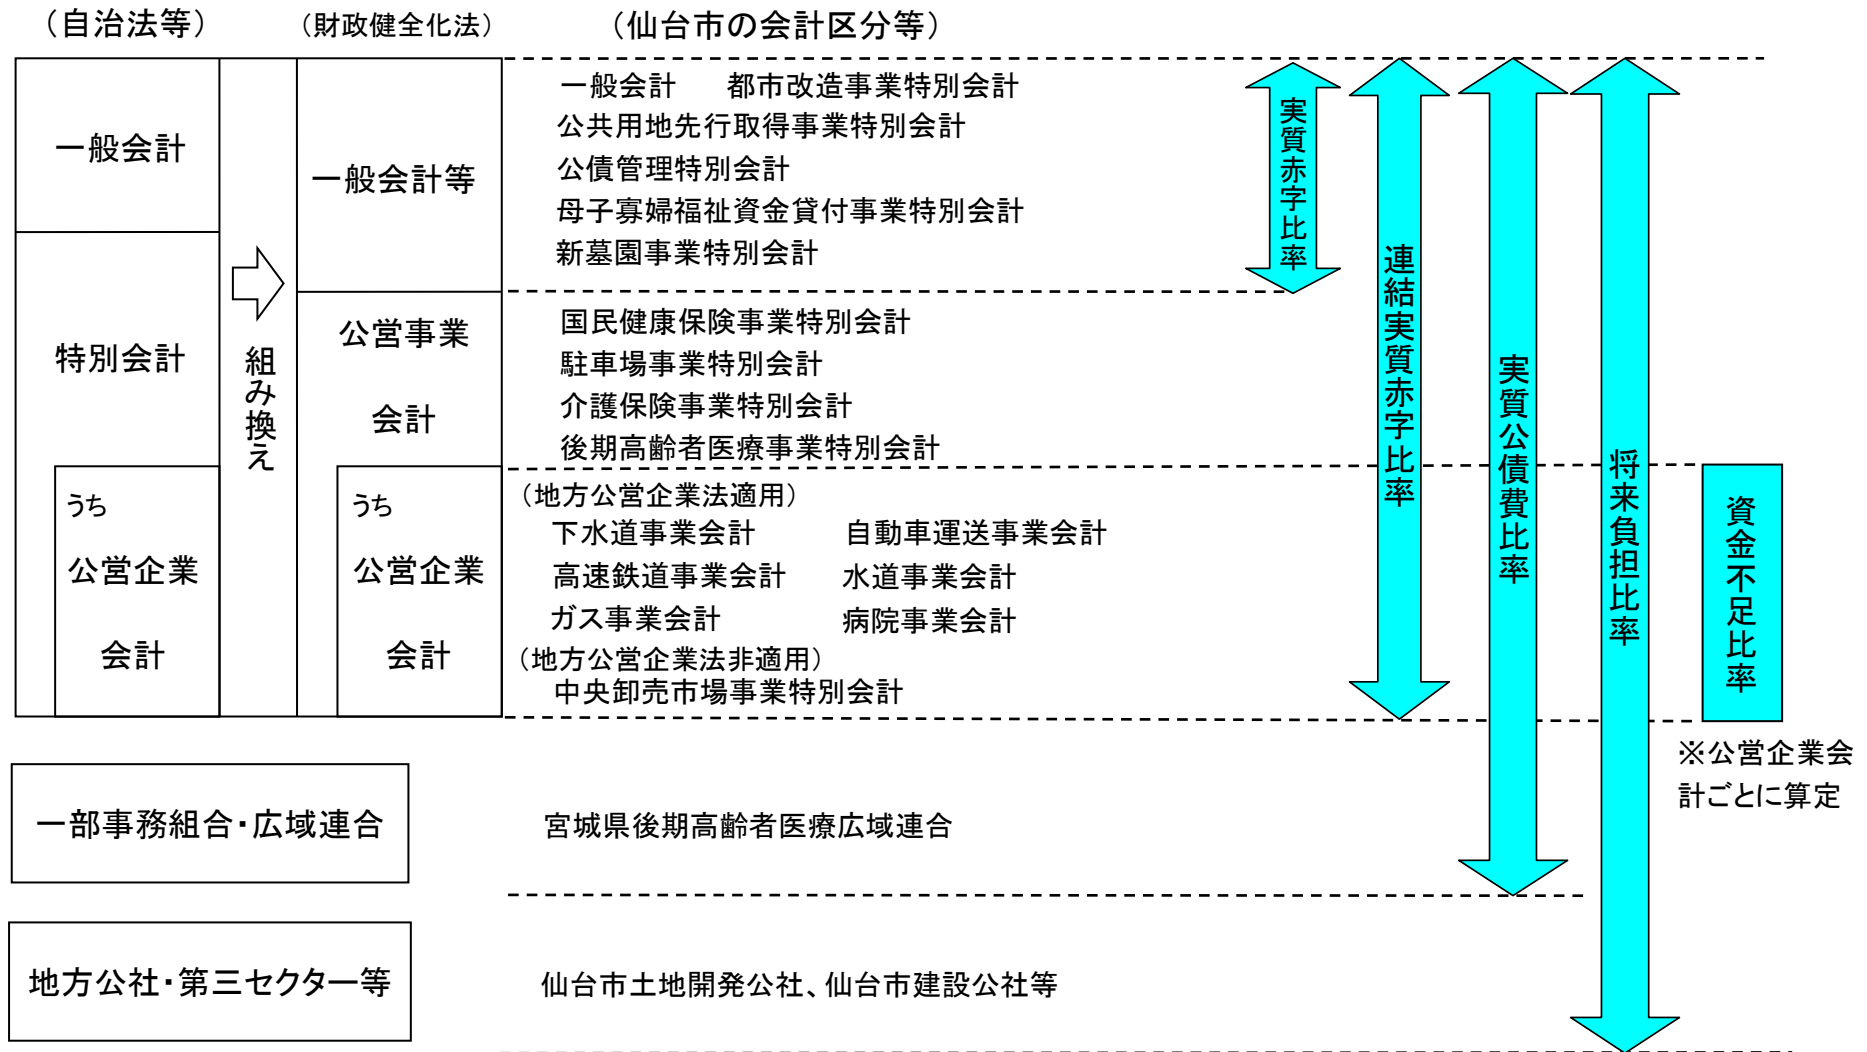 （自治法等）
（財政健全化法）
（仙台市の会計区分等）
一般会計
特別会計
うち
公営企業
会計
組み換え
一般会計等
公営事業
会計
うち
公営企業
会計
一般会計　都市改造事業特別会計
公共用地先行取得事業特別会計
公債管理特別会計
母子寡婦福祉資金貸付事業特別会計
新墓園事業特別会計
国民健康保険事業特別会計
駐車場事業特別会計
介護保険事業特別会計
後期高齢者医療事業特別会計
（地方公営企業法適用）
下水道事業会計　自動車運送事業会計
高速鉄道事業会計　水道事業会計
ガス事業会計　病院事業会計
（地方公営企業法非適用）
中央卸売市場事業特別会計
実質赤字比率
連結実質赤字比率
実質公債費比率
将来負担比率
資金不足比率
※公営企業会
計ごとに算定
一部事務組合・広域連合
宮城県後期高齢者医療広域連合
地方公社・第三セクター等
仙台市土地開発公社、仙台市建設公社等